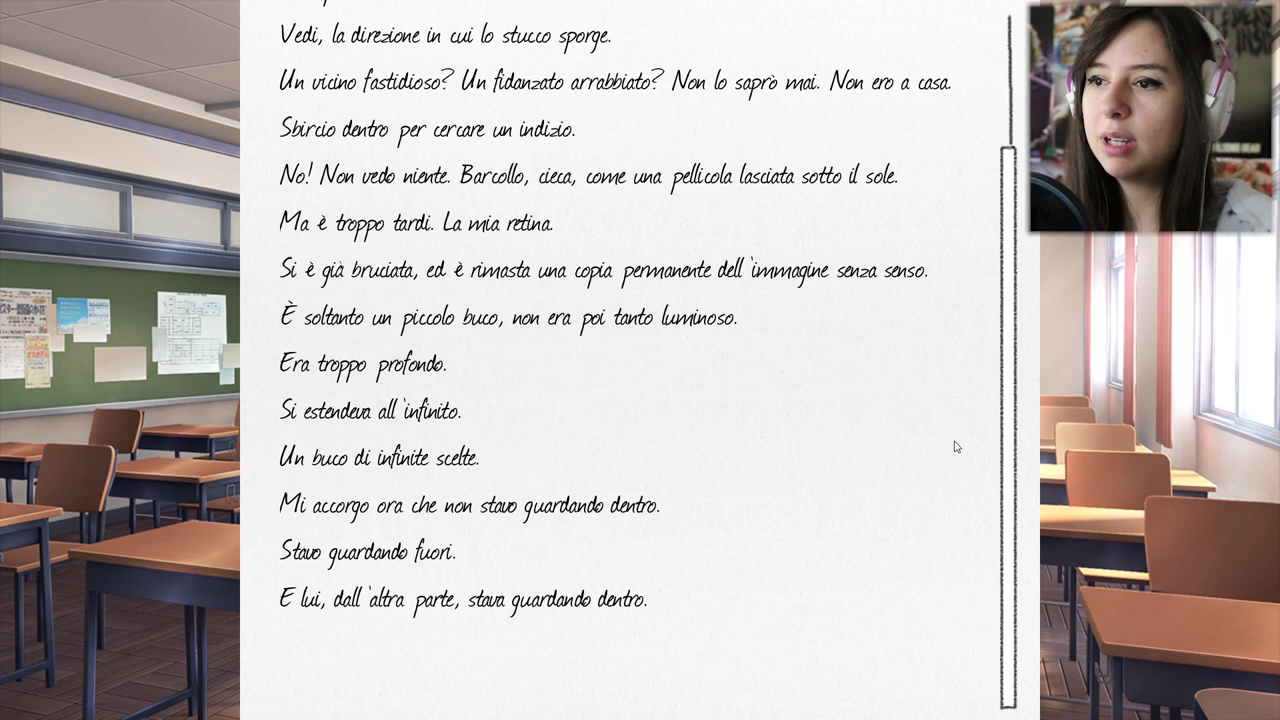 Vedi, la direzione in cui lo stucco sporge.
Un vicino fastidioso? Un fidanzato arrabbiato? Non lo saprò mai. Non ero a casa.
Sbircio dentro per cercare un indizio.
No! Non vedo niente. Barcollo, cieca, come una pellicola lasciata sotto il sole.
Ma è troppo tardi. La mia retina.
Si è già bruciata, ed è rimasta una copia permanente dell'immagine senza senso.
È soltanto un piccolo buco, non era poi tanto luminoso.
Era troppo profondo.
Si estendeva all'infinito.
Un buco di infinite scelte.
Mi accorgo ora che non stavo guardando dentro.
Stavo guardando fuori.
E lui, dall'altra parte, stava guardando dentro.